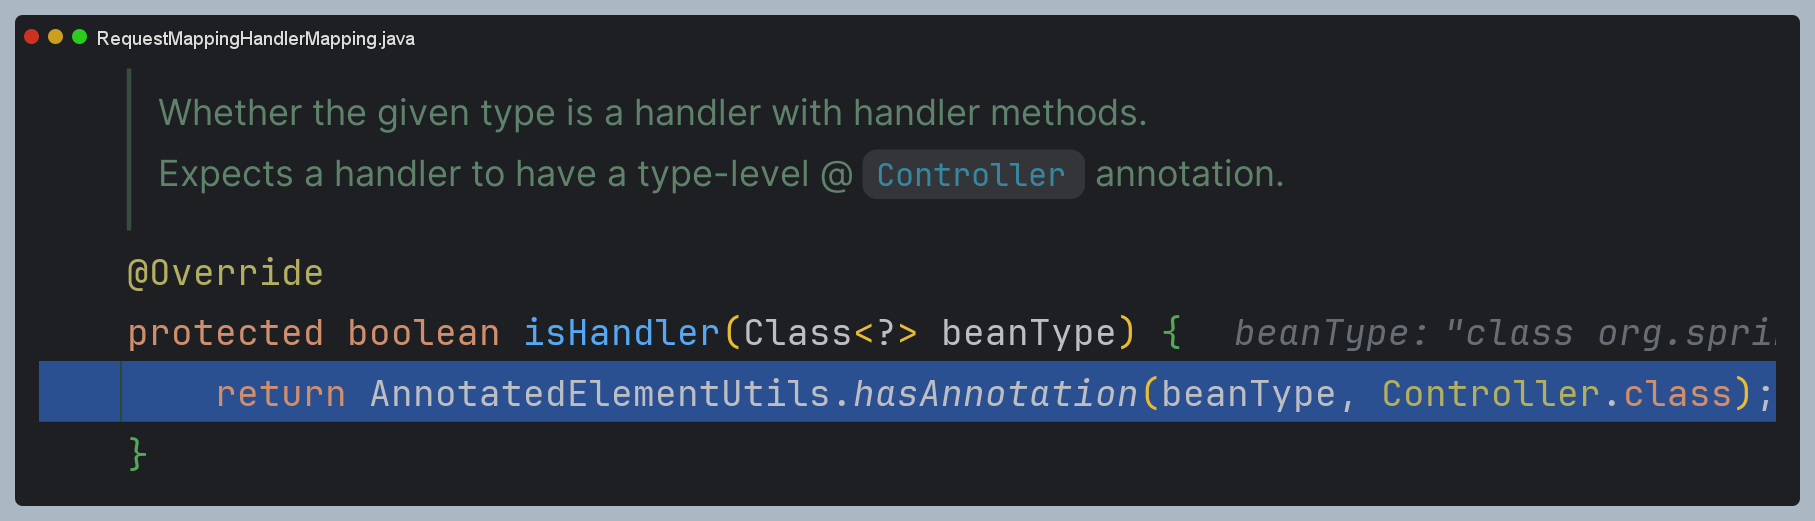 RequestMappingHandlerMapping.java
Whether the given type is a handler with handler methods.
Expects a handler to have a type-level @ Controller annotation.
@Override
protected boolean isHandler(Class<?> beanType) { beanType: "class org.spri
return AnnotatedElementUtils.hasAnnotation(beanType, Controller.class);
}